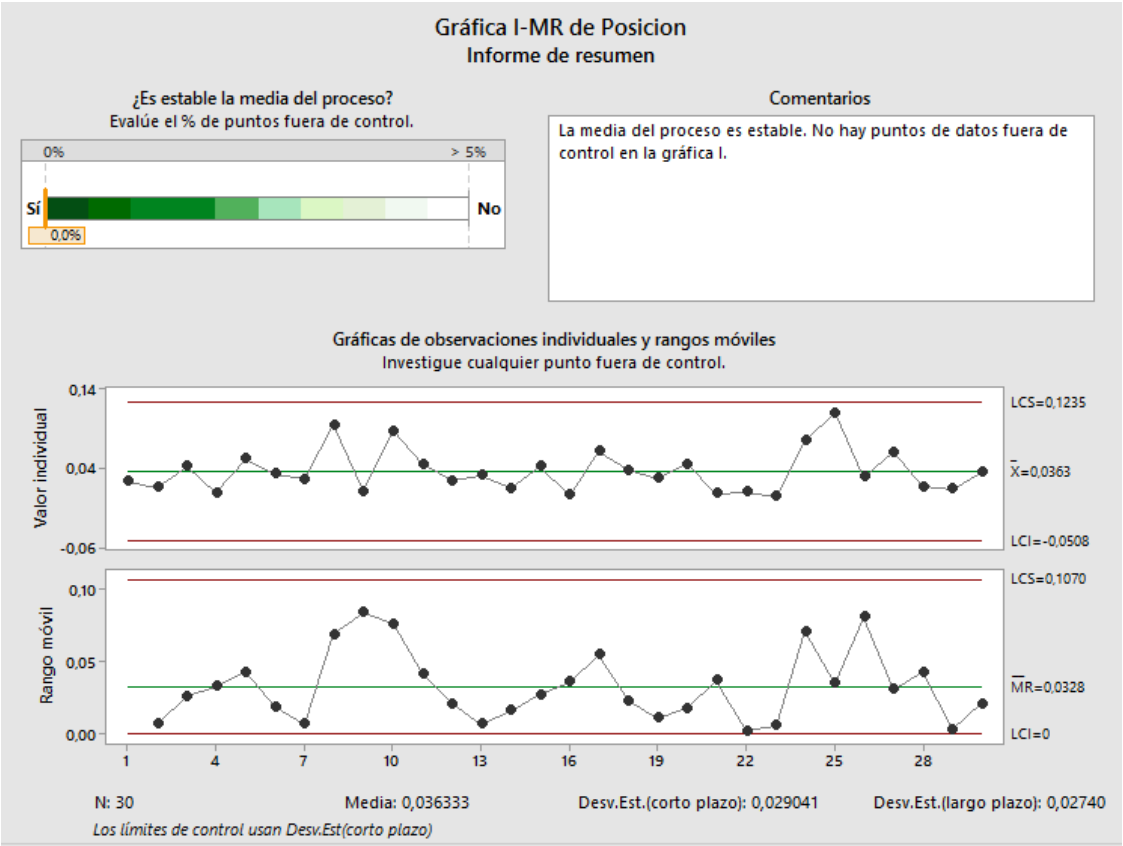 Gráfica I-MR de Posicion
Informe de resumen
¿Es estable la media del proceso?
Evalúe el % de puntos fuera de control.
0%
> 5%
Sí
No
0,0%
Comentarios
La media del proceso es estable. No hay puntos de datos fuera de
control en la gráfica I.
Gráficas de observaciones individuales y rangos móviles
Investigue cualquier punto fuera de control.
Valor individual
0,14
0,04
-0,06
LCS=0,1235
X̅=0,0363
LCI=-0,0508
Rango móvil
0,10
0,05
0,00
LCS=0,1070
M̅R̅=0,0328
LCI=0
1 4 7 10 13 16 19 22 25 28
N: 30 Media: 0,036333 Desv.Est.(corto plazo): 0,029041 Desv.Est.(largo plazo): 0,02740
Los límites de control usan Desv.Est(corto plazo)